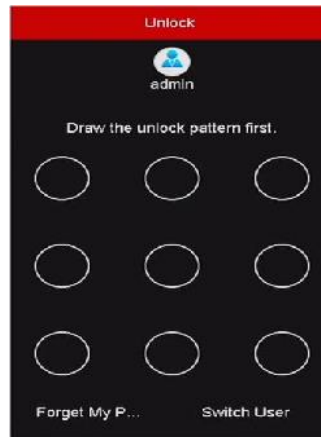 Unlock
admin
Draw the unlock pattern first.
Forget My P... Switch User